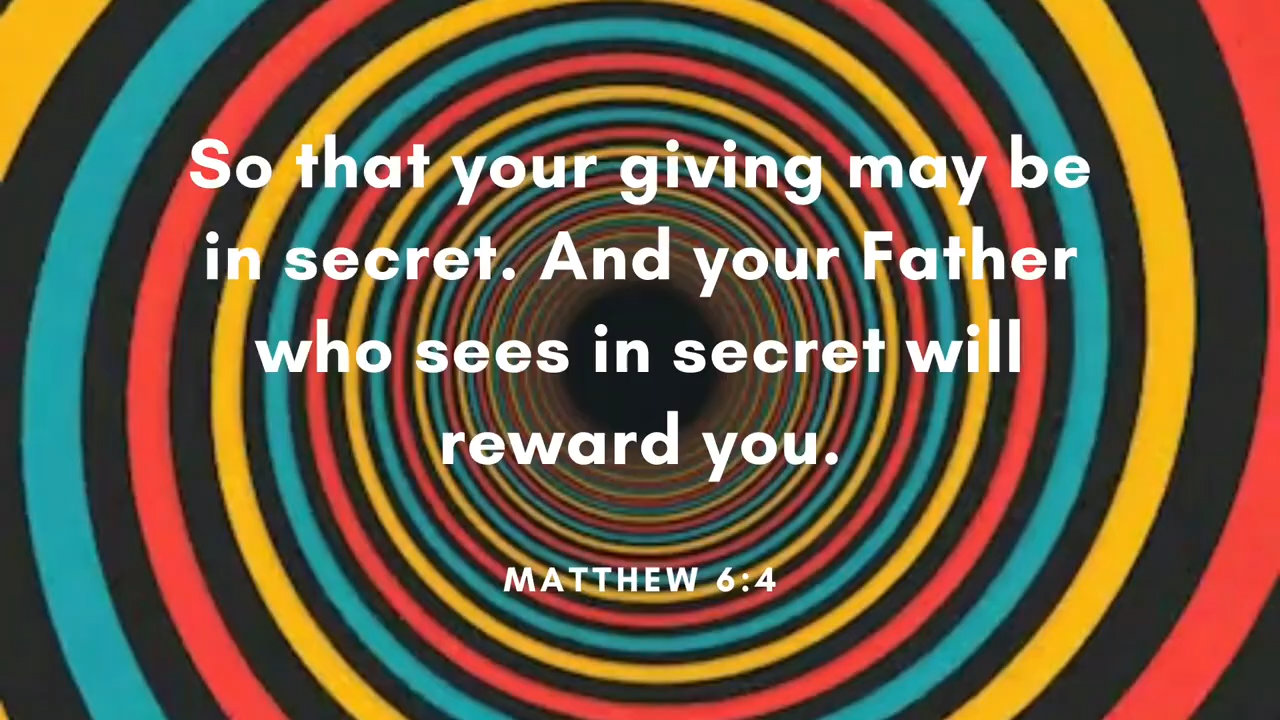 So that your giving may be
in secret. And your Father
who sees in secret will
reward you.
MATTHEW 6:4